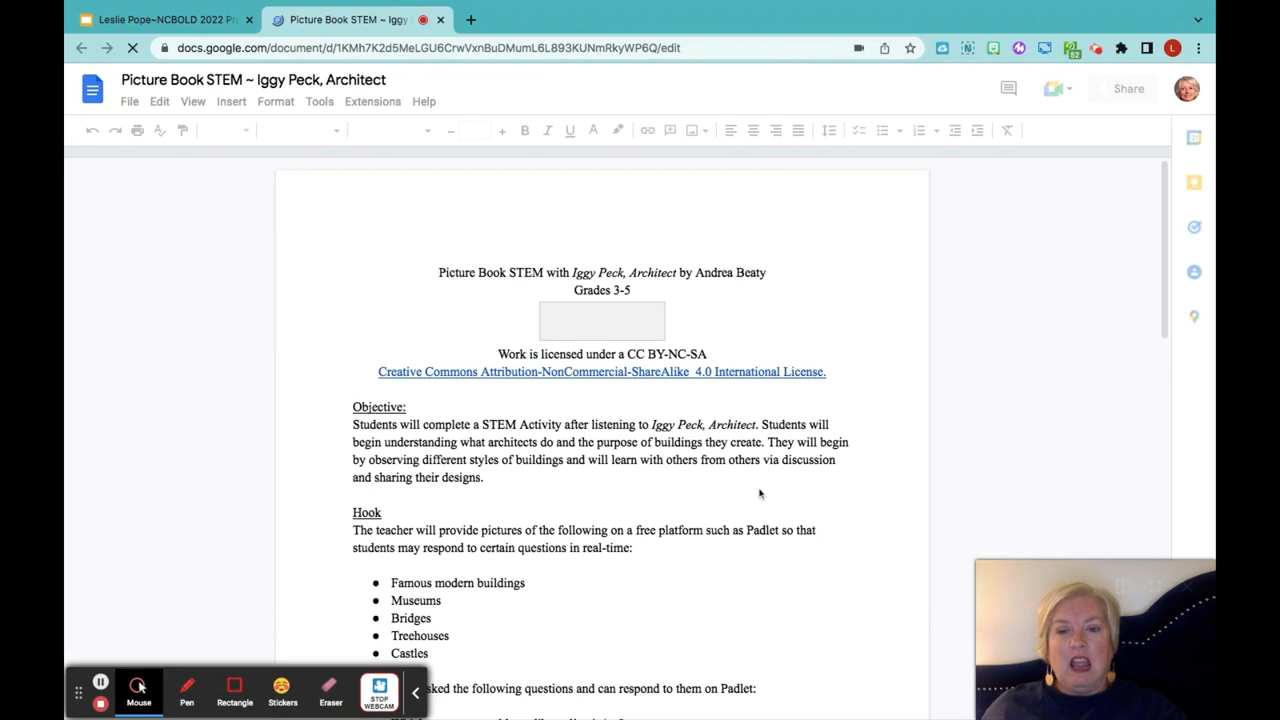 Leslie Pope~NCBOLD 2022 Pr
Picture Book STEM ~ Iggy
docs.google.com/document/d/1KMh7K2d5MeLGU6CrwVxnBuDMumL6L893KUNmRkyWP6Q/edit
52
L
Picture Book STEM ~ Iggy Peck, Architect
File Edit View Insert Format Tools Extensions Help
Share
Picture Book STEM with Iggy Peck, Architect by Andrea Beaty
Grades 3-5
Work is licensed under a CC BY-NC-SA
Creative Commons Attribution-NonCommercial-ShareAlike 4.0 International License.
Objective:
Students will complete a STEM Activity after listening to Iggy Peck, Architect. Students will
begin understanding what architects do and the purpose of buildings they create. They will begin
by observing different styles of buildings and will learn with others from others via discussion
and sharing their designs.
Hook
The teacher will provide pictures of the following on a free platform such as Padlet so that
students may respond to certain questions in real-time:
● Famous modern buildings
● Museums
● Bridges
● Treehouses
● Castles
sked the following questions and can respond to them on Padlet:
Mouse Pen Rectangle Stickers Eraser STOP WEBCAM